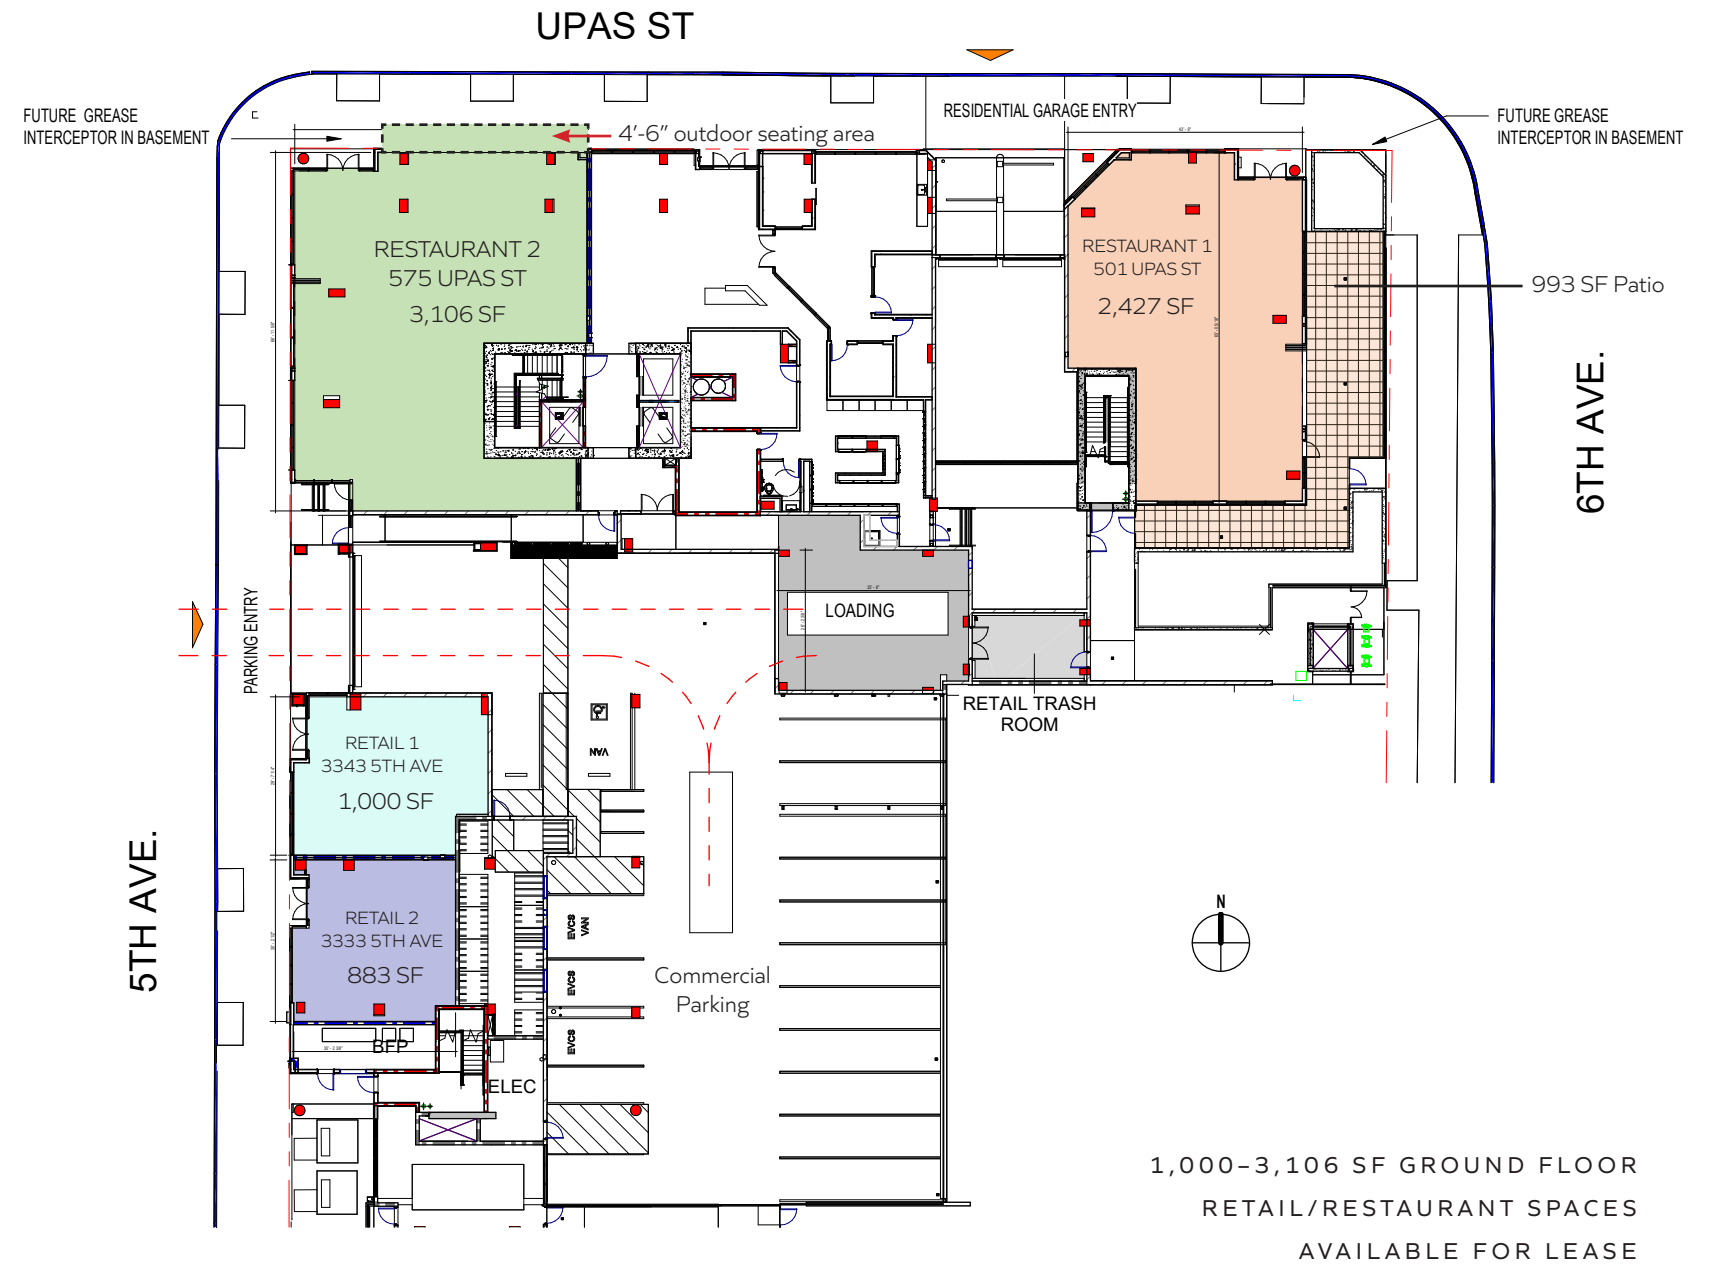 UPAS ST
FUTURE GREASE
INTERCEPTOR IN BASEMENT
4'-6" outdoor seating area
RESIDENTIAL GARAGE ENTRY
FUTURE GREASE
INTERCEPTOR IN BASEMENT
RESTAURANT 2
575 UPAS ST
3,106 SF
RESTAURANT 1
501 UPAS ST
2,427 SF
993 SF Patio
6TH AVE.
PARKING ENTRY
LOADING
RETAIL TRASH
ROOM
VAN
RETAIL 1
3343 5TH AVE
1,000 SF
5TH AVE.
RETAIL 2
3333 5TH AVE
883 SF
EVCS
VAN
EVCS
EVCS
Commercial
Parking
N
BFP
ELEC
1,000–3,106 SF GROUND FLOOR
RETAIL/RESTAURANT SPACES
AVAILABLE FOR LEASE